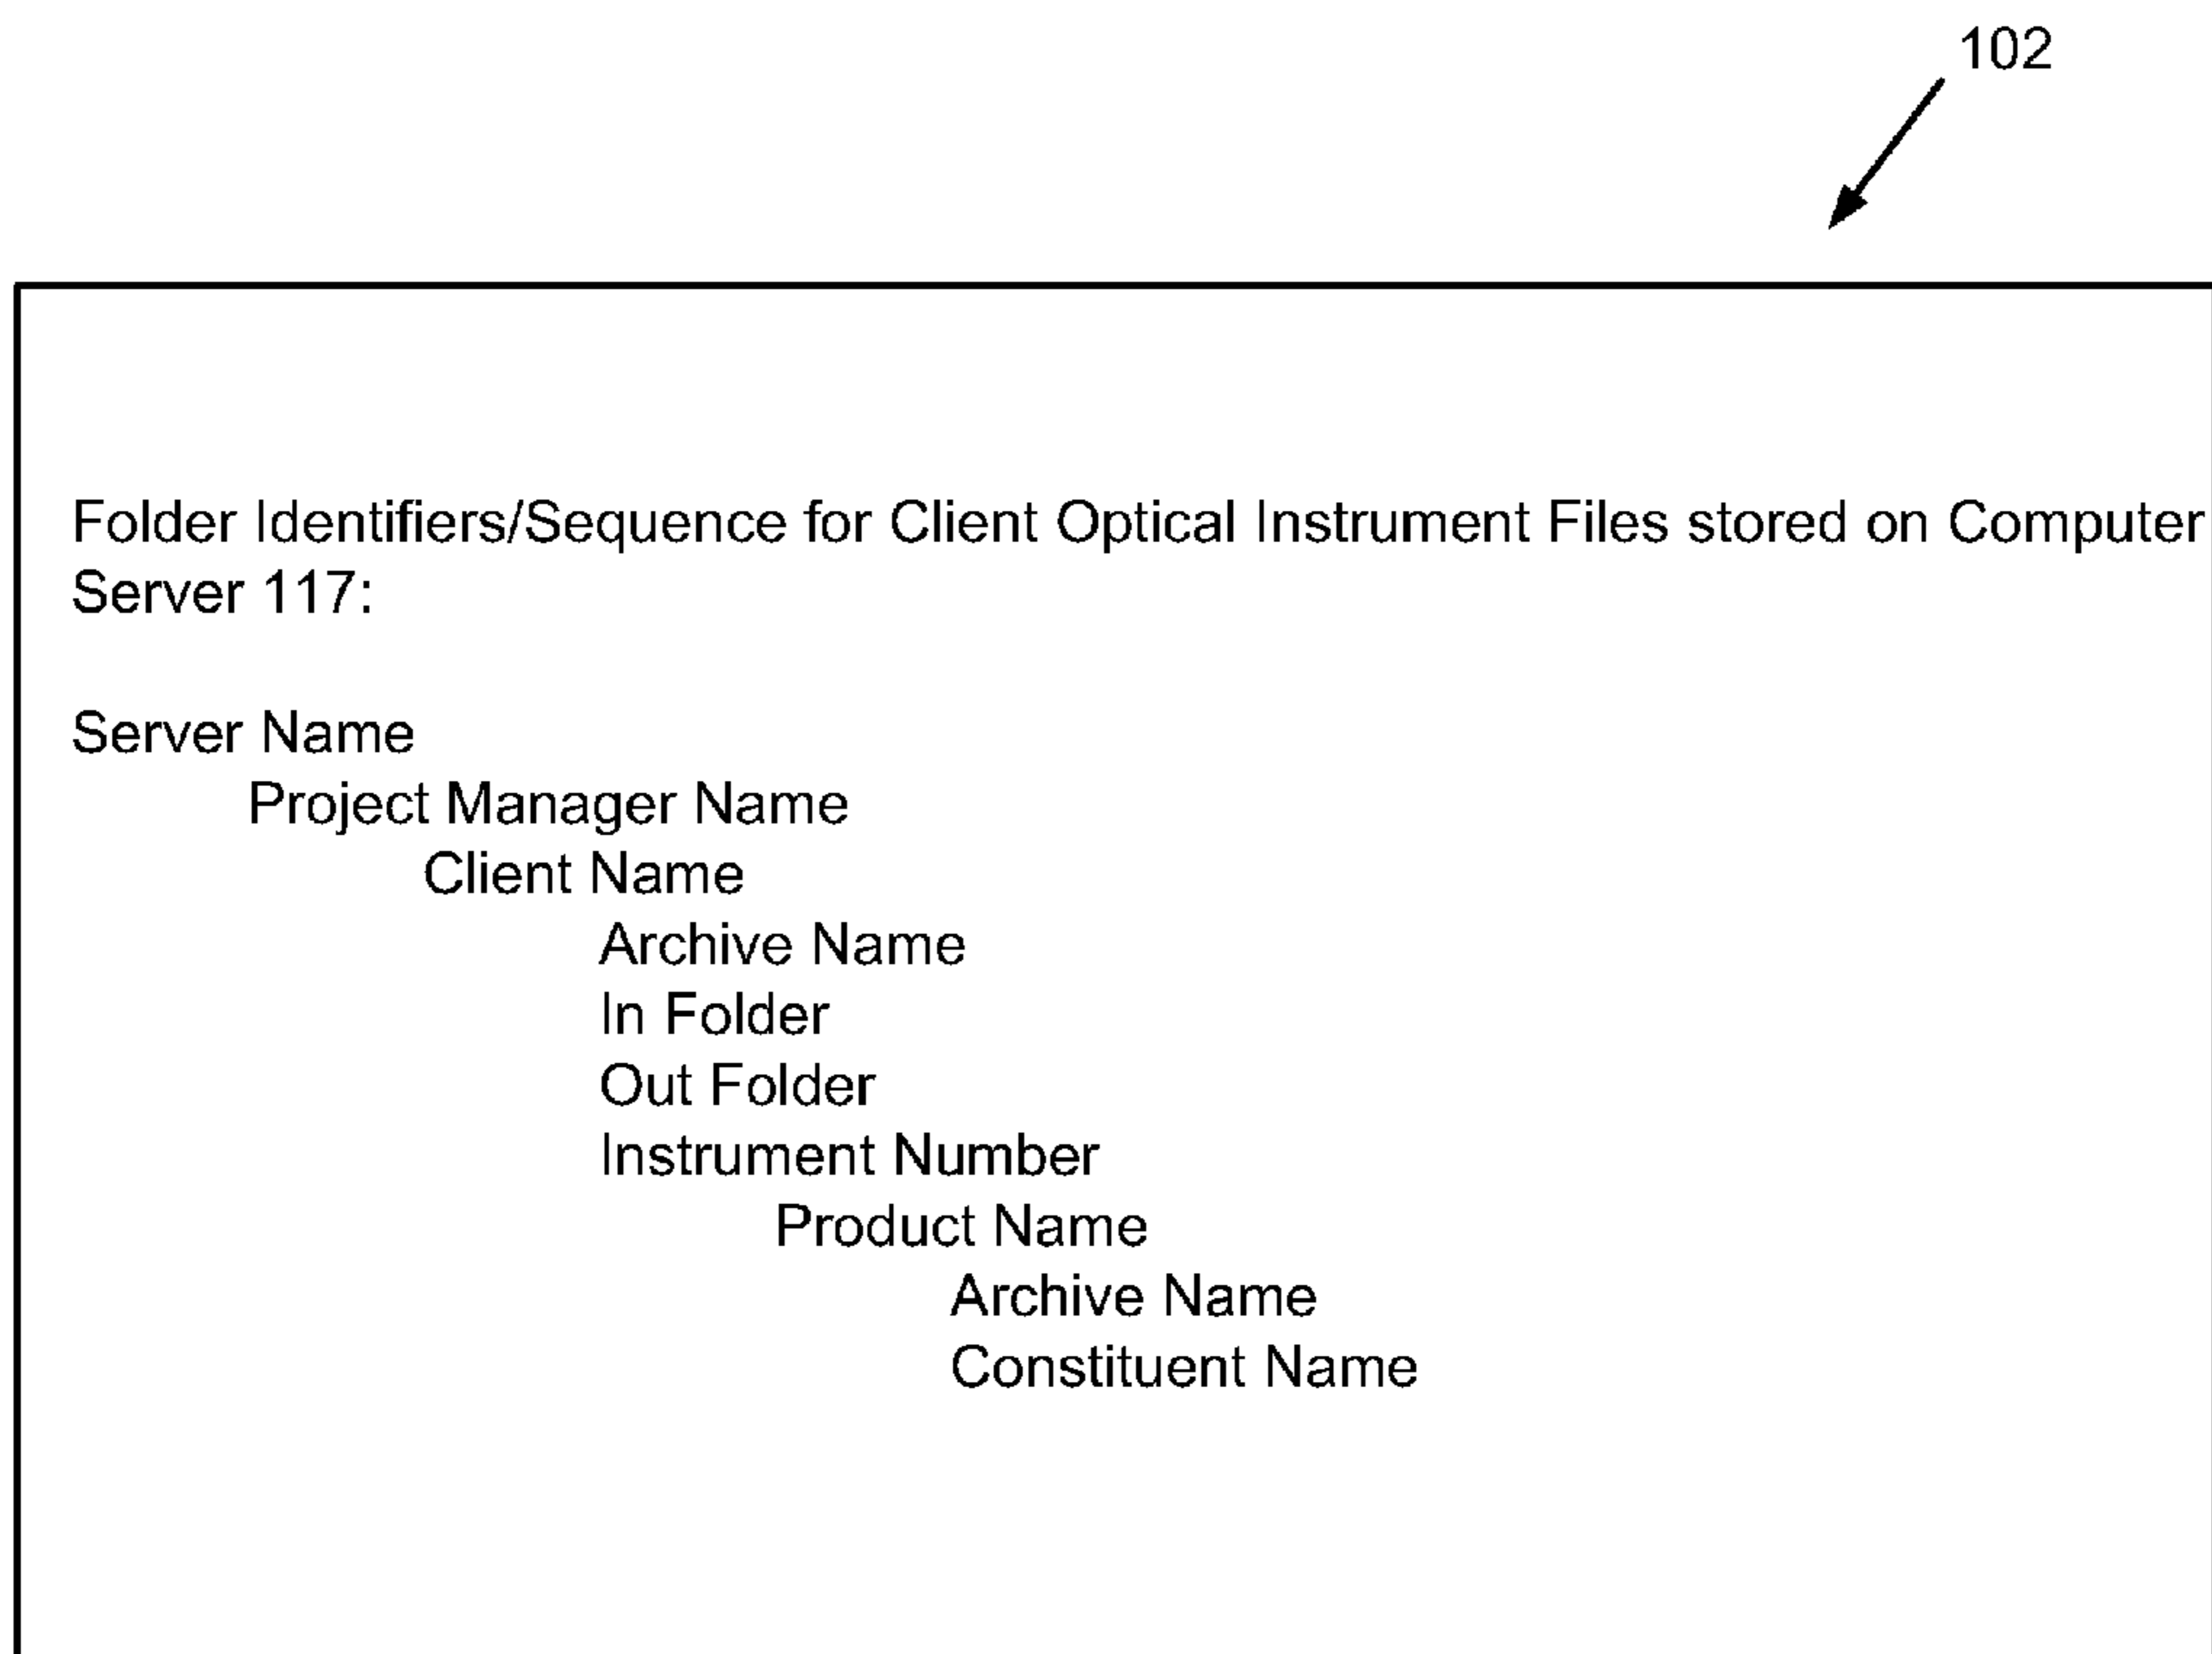 102
Folder Identifiers/Sequence for Client Optical Instrument Files stored on Computer
Server 117:
Server Name
Project Manager Name
Client Name
Archive Name
In Folder
Out Folder
Instrument Number
Product Name
Archive Name
Constituent Name